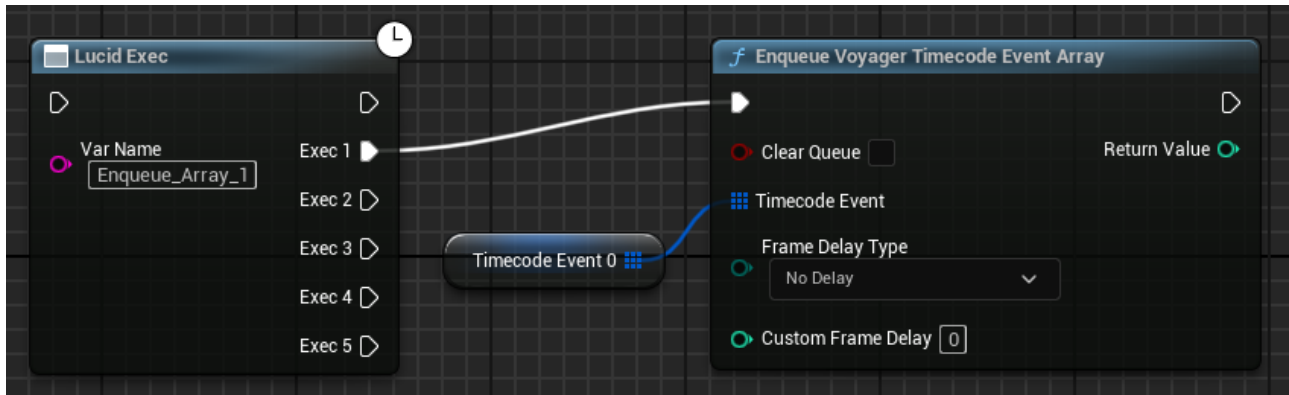 Lucid Exec
Var Name
Enqueue_Array_1
Exec 1
Exec 2
Exec 3
Exec 4
Exec 5
Timecode Event 0
f Enqueue Voyager Timecode Event Array
Clear Queue
Return Value
Timecode Event
Frame Delay Type
No Delay
Custom Frame Delay 0